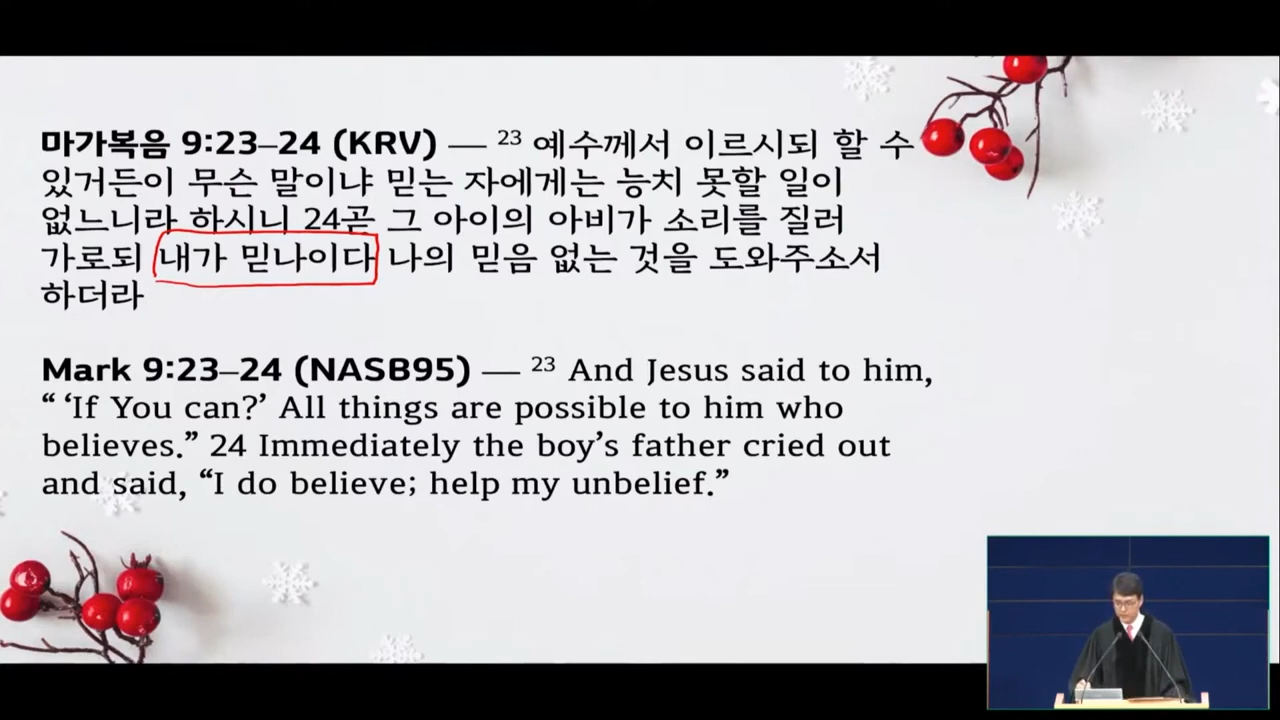 마가복음 9:23–24 (KRV) — 23 예수께서 이르시되 할 수
있거든이 무슨 말이냐 믿는 자에게는 능치 못할 일이
없느니라 하시니 24곧 그 아이의 아비가 소리를 질러
가로되 내가 믿나이다 나의 믿음 없는 것을 도와주소서
하더라
Mark 9:23–24 (NASB95) — 23 And Jesus said to him,
“ ‘If You can?’ All things are possible to him who
believes.” 24 Immediately the boy’s father cried out
and said, “I do believe; help my unbelief.”